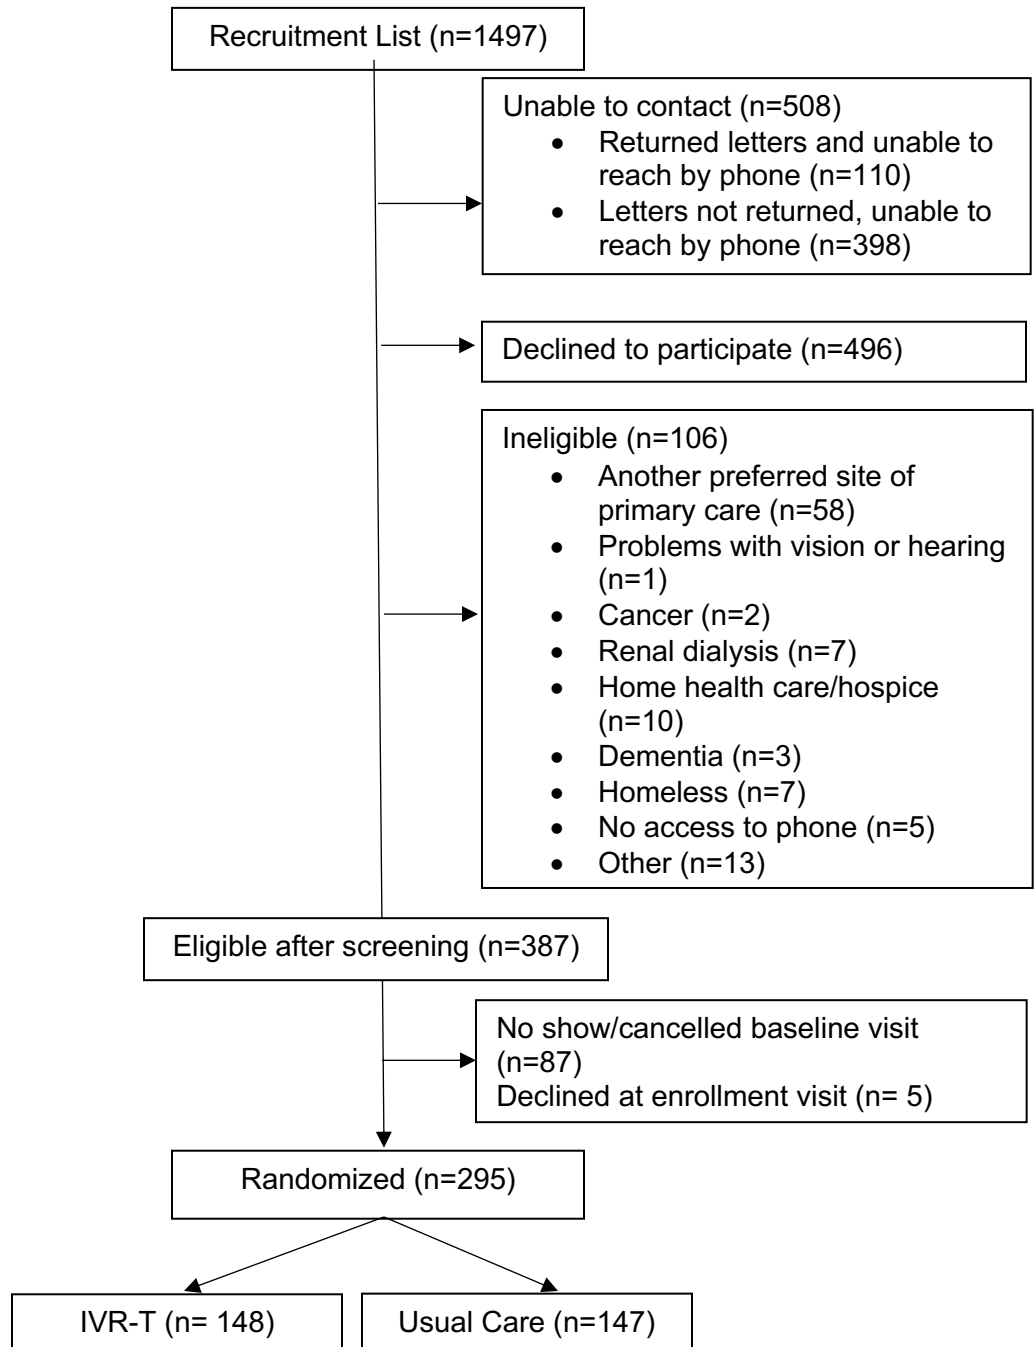 Recruitment List (n=1497)
Unable to contact (n=508)
• Returned letters and unable to
reach by phone (n=110)
• Letters not returned, unable to
reach by phone (n=398)
Declined to participate (n=496)
Ineligible (n=106)
• Another preferred site of
primary care (n=58)
• Problems with vision or hearing
(n=1)
• Cancer (n=2)
• Renal dialysis (n=7)
• Home health care/hospice
(n=10)
• Dementia (n=3)
• Homeless (n=7)
• No access to phone (n=5)
• Other (n=13)
Eligible after screening (n=387)
No show/cancelled baseline visit
(n=87)
Declined at enrollment visit (n= 5)
Randomized (n=295)
IVR-T (n= 148)
Usual Care (n=147)